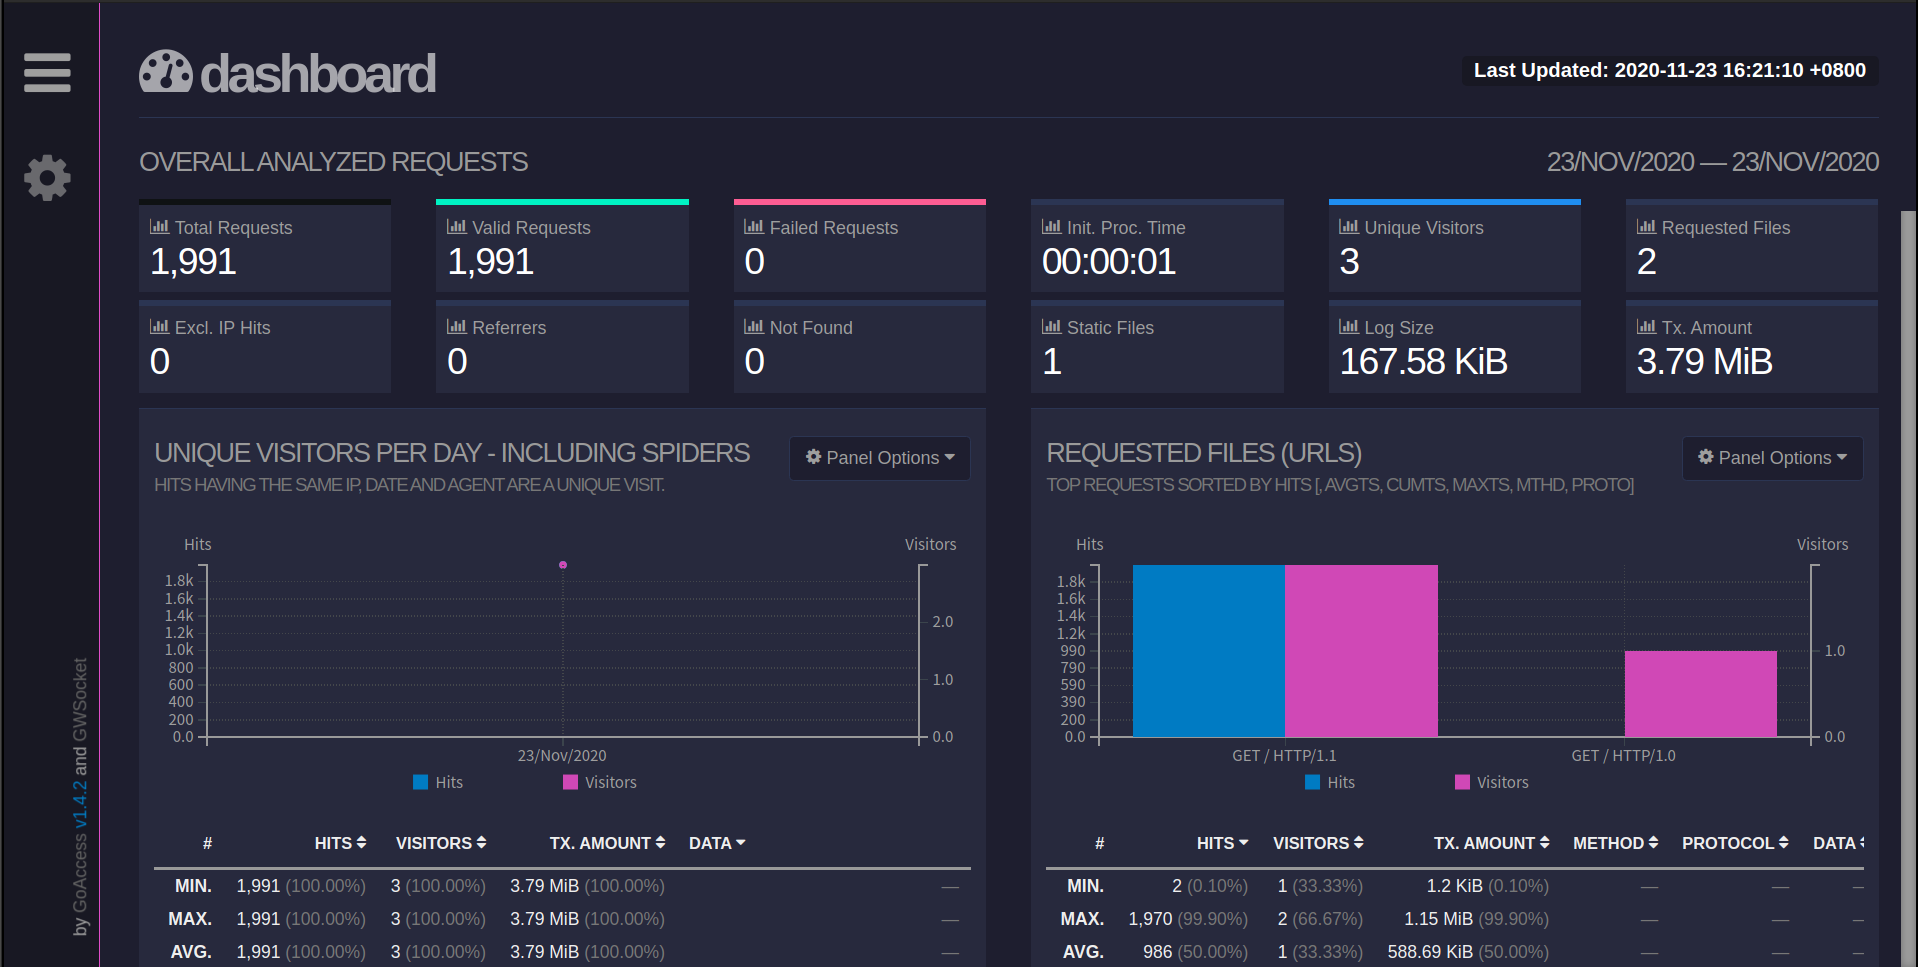 dashboard
Last Updated: 2020-11-23 16:21:10 +0800
OVERALL ANALYZED REQUESTS
23/NOV/2020 — 23/NOV/2020
Total Requests
1,991
Valid Requests
1,991
Failed Requests
0
Init. Proc. Time
00:00:01
Unique Visitors
3
Requested Files
2
Excl. IP Hits
0
Referrers
0
Not Found
0
Static Files
1
Log Size
167.58 KiB
Tx. Amount
3.79 MiB
UNIQUE VISITORS PER DAY - INCLUDING SPIDERS
Panel Options
HITS HAVING THE SAME IP, DATE AND AGENT ARE A UNIQUE VISIT.
Hits
Visitors
1.8k
1.6k
1.4k
1.2k
1.0k
800
600
400
200
0.0
2.0
1.0
0.0
23/Nov/2020
Hits Visitors
# HITS VISITORS TX. AMOUNT DATA
MIN. 1,991 (100.00%) 3 (100.00%) 3.79 MiB (100.00%) —
MAX. 1,991 (100.00%) 3 (100.00%) 3.79 MiB (100.00%) —
AVG. 1,991 (100.00%) 3 (100.00%) 3.79 MiB (100.00%) —
REQUESTED FILES (URLS)
Panel Options
TOP REQUESTS SORTED BY HITS [, AVGTS, CUMTS, MAXTS, MTHD, PROTO]
Hits
Visitors
1.8k
1.6k
1.4k
1.2k
990
790
590
390
200
0.0
1.0
0.0
GET / HTTP/1.1
GET / HTTP/1.0
Hits Visitors
# HITS VISITORS TX. AMOUNT METHOD PROTOCOL DATA
MIN. 2 (0.10%) 1 (33.33%) 1.2 KiB (0.10%) — — —
MAX. 1,970 (99.90%) 2 (66.67%) 1.15 MiB (99.90%) — — —
AVG. 986 (50.00%) 1 (33.33%) 588.69 KiB (50.00%) — — —
by GoAccess v1.4.2 and GWSocket